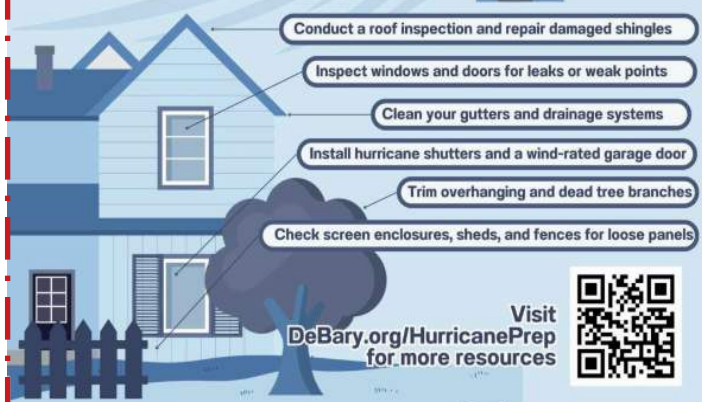 Conduct a roof inspection and repair damaged shingles
Inspect windows and doors for leaks or weak points
Clean your gutters and drainage systems
Install hurricane shutters and a wind-rated garage door
Trim overhanging and dead tree branches
Check screen enclosures, sheds, and fences for loose panels
Visit
DeBary.org/HurricanePrep
for more resources